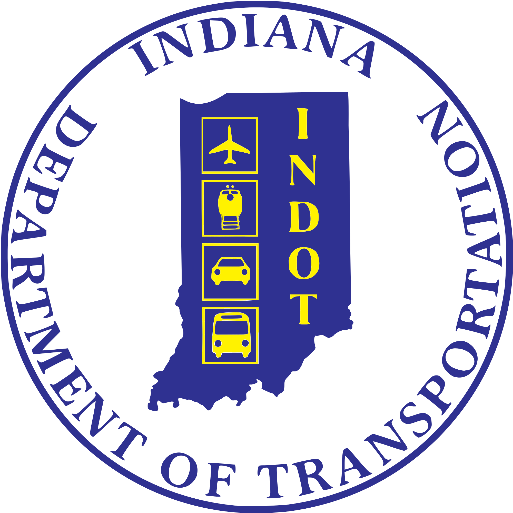 INDIANA
DEPARTMENT OF TRANSPORTATION
INDOT